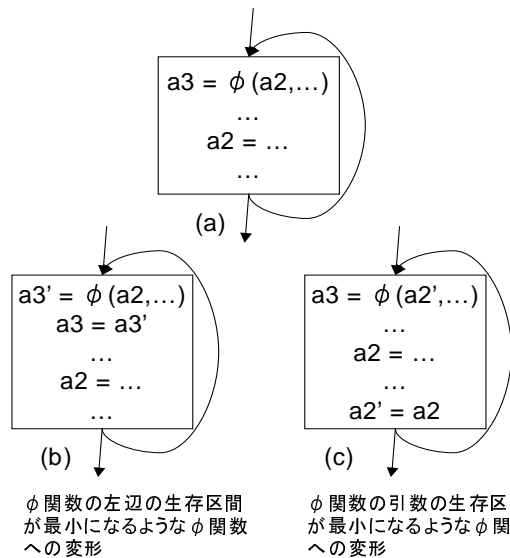 a3 = ϕ(a2,…)
…
a2 = …
…
(a)
a3’ = ϕ(a2,…)
a3 = a3’
…
a2 = …
…
(b)
ϕ関数の左辺の生存区間
が最小になるようなϕ関数
への変形
a3 = ϕ(a2’,…)
…
a2 = …
…
a2’ = a2
(c)
ϕ関数の引数の生存区
が最小になるようなϕ関
への変形